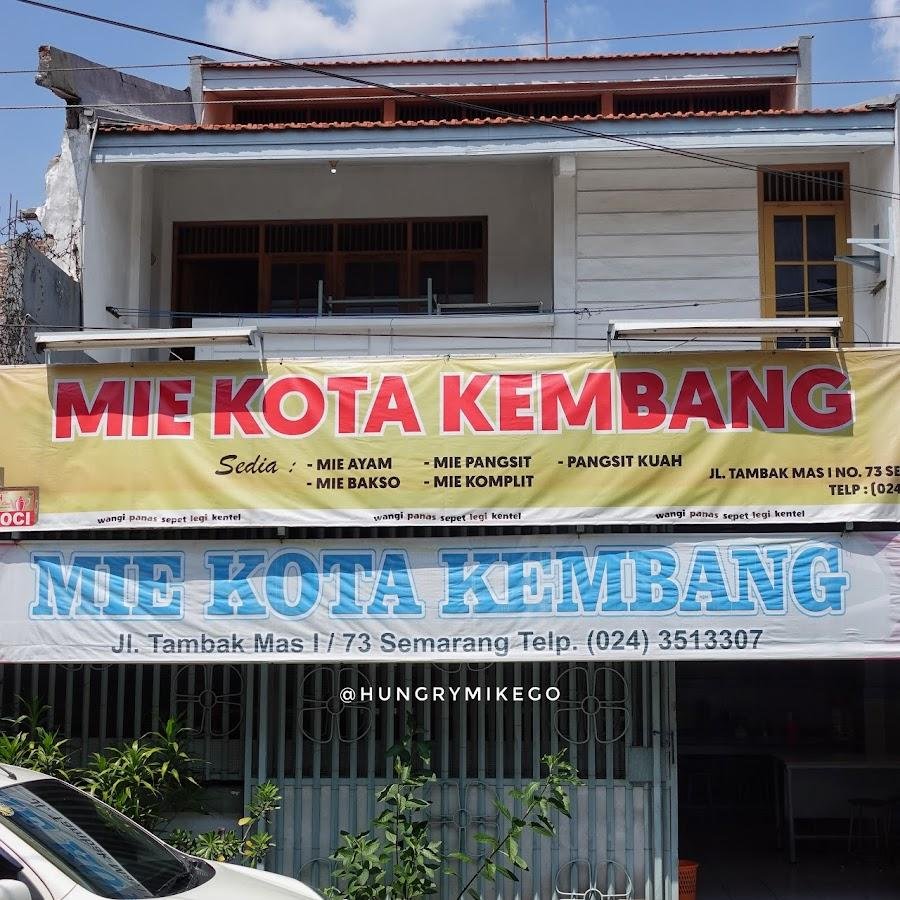 MIE KOTA KEMBANG
Sedia : - MIE AYAM - MIE PANGSIT - PANGSIT KUAH
- MIE BAKSO - MIE KOMPLIT
JL. TAMBAK MAS I NO. 73 SE
TELP : (024
OCI
wangi panas sepet legi kentel wangi panas sepet legi kentel wangi panas sepet legi kentel
MIE KOTA KEMBANG
Jl. Tambak Mas I / 73 Semarang Telp. (024) 3513307
@HUNGRYMIKEGO